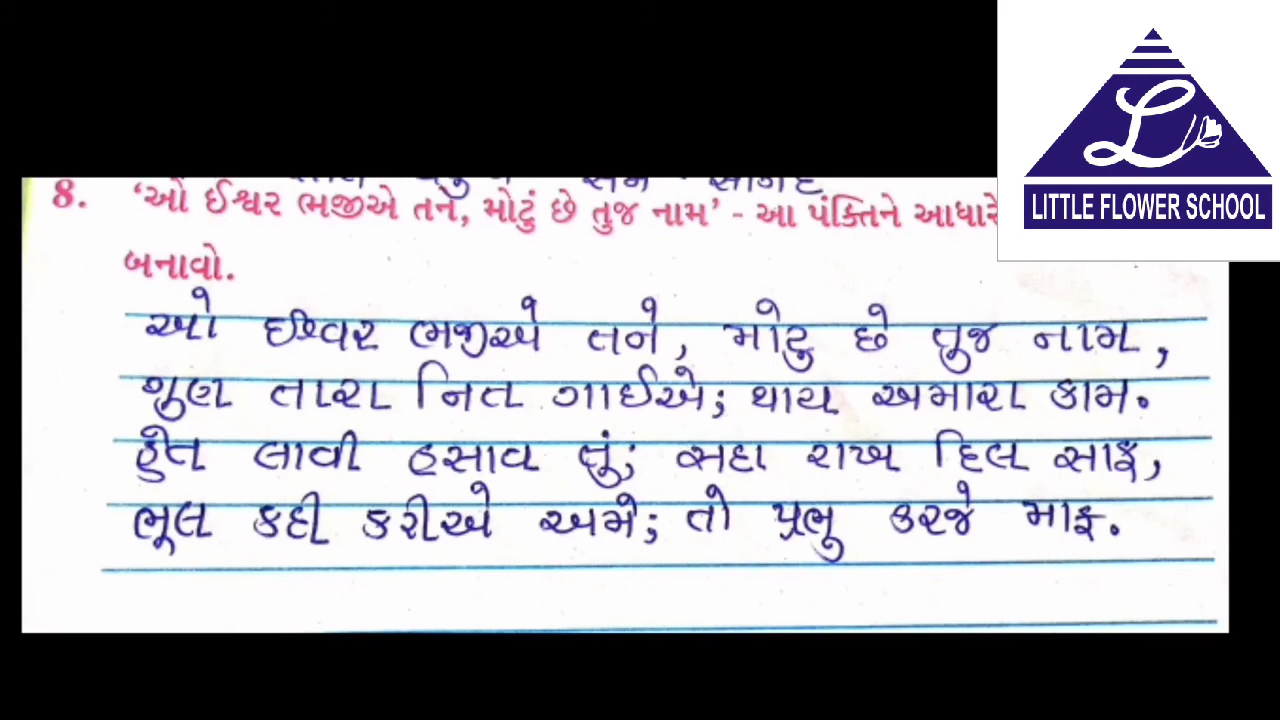 LITTLE FLOWER SCHOOL
8. 'ઓ ઈશ્વર ભજીએ તને, મોટું છે તુજ નામ' - આ પંક્તિને આધારે
બનાવો.
ઓ ઈશ્વર ભજીએ તને, મોટુ છે તુજ નામ,
ગુણ તારા નિત ગાઈએ; થાય અમારા કામ.
હેત લાવી હસાવ તું; સદા રાખ દિલ સાફ,
ભૂલ કદી કરીએ અમે; તો પ્રભુ કરજે માફ.